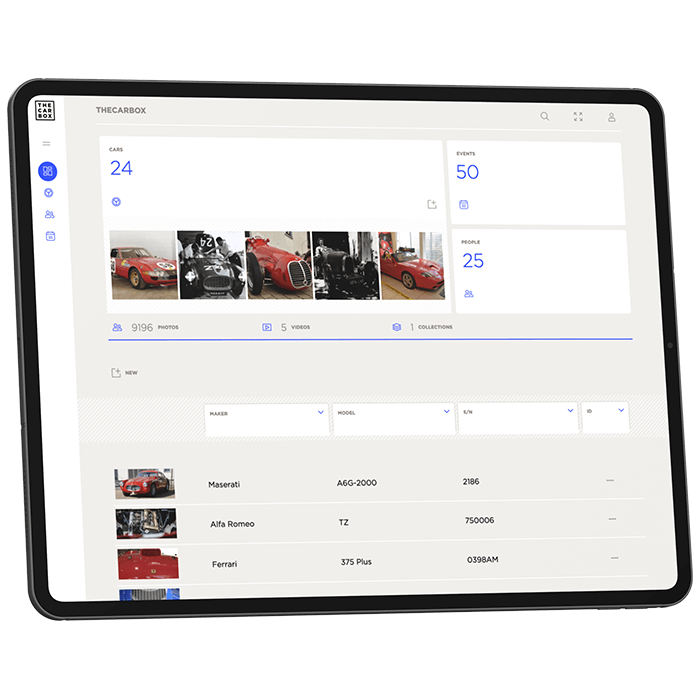 THE
CAR
BOX
THECARBOX
CARS
24
EVENTS
50
PEOPLE
25
9196 PHOTOS
5 VIDEOS
1 COLLECTIONS
NEW
MAKER
MODEL
S/N
ID
Maserati A6G-2000 2186 —
Alfa Romeo TZ 750006 —
Ferrari 375 Plus 0398AM —